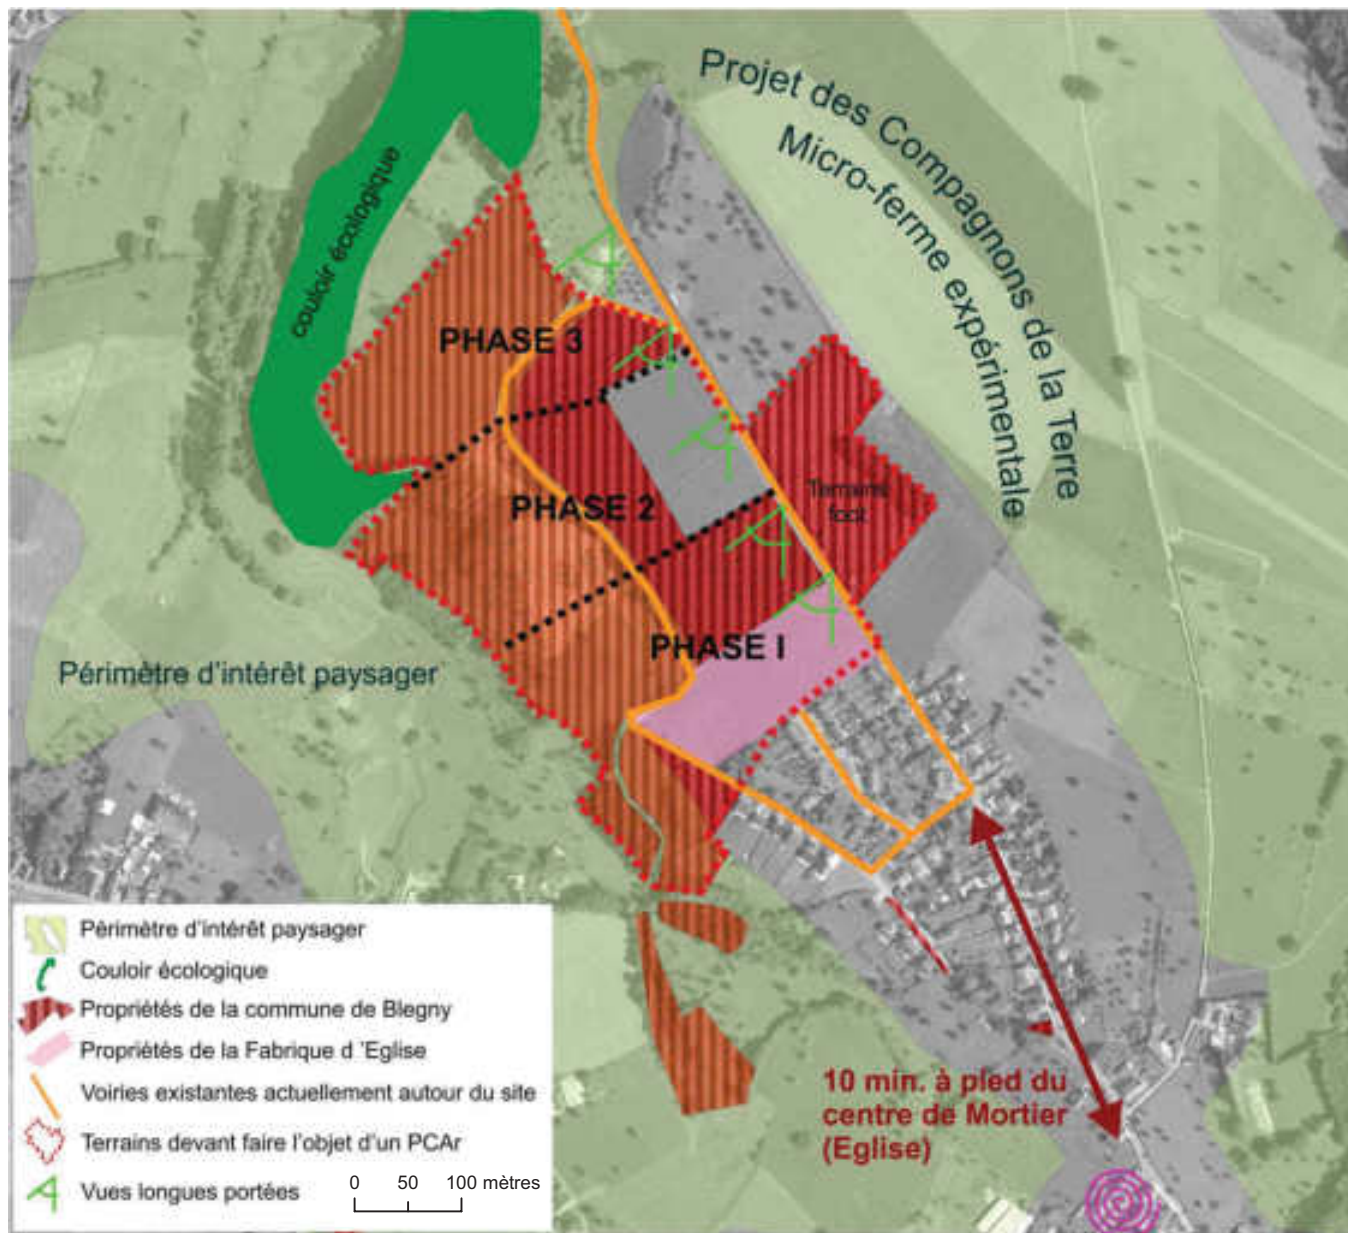 Projet des Compagnons de la Terre
Micro-ferme expérimentale
couloir écologique
PHASE 3
PHASE 2
Terrains
foot
PHASE I
Périmètre d'intérêt paysager
10 min. à pied du
centre de Mortier
(Eglise)
Périmètre d'intérêt paysager
Couloir écologique
Propriétés de la commune de Blegny
Propriétés de la Fabrique d 'Eglise
Voiries existantes actuellement autour du site
Terrains devant faire l'objet d'un PCAr
Vues longues portées
0 50 100 mètres